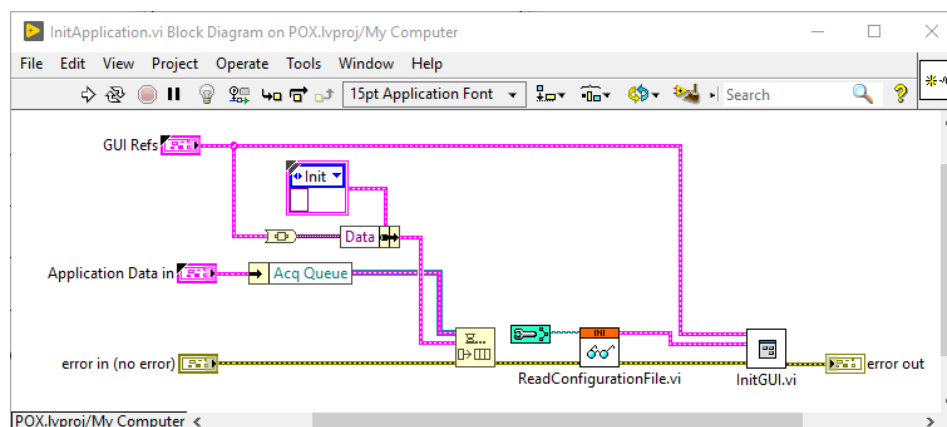 InitApplication.vi Block Diagram on POX.lvproj/My Computer
File Edit View Project Operate Tools Window Help
15pt Application Font
Search
GUI Refs
Init
Data
Application Data in
Acq Queue
INI
error in (no error)
error out
ReadConfigurationFile.vi
InitGUI.vi
POX.lvproj/My Computer